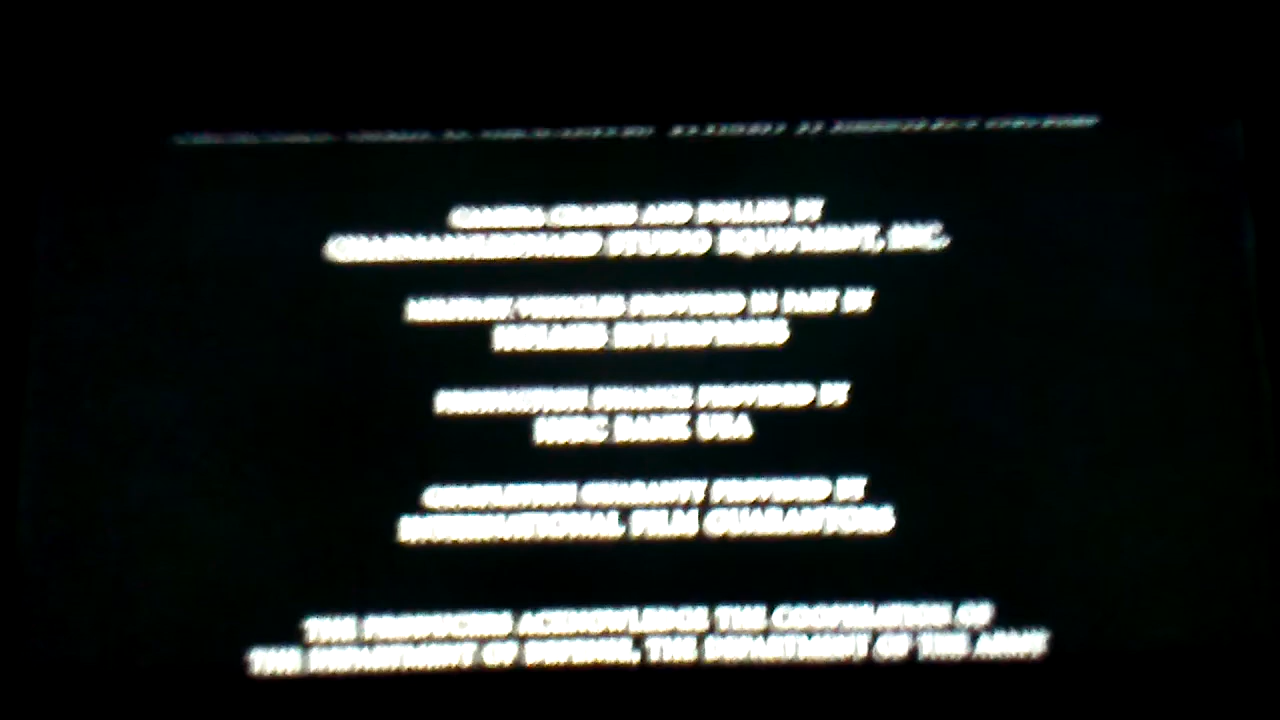 CAMERA CRANES AND DOLLIES BY
CHAPMAN/LEONARD STUDIO EQUIPMENT, INC.
MILITARY VEHICLES PROVIDED IN PART BY
ENTERPRISES
PRODUCTION FINANCE PROVIDED BY
BANK USA
COMPLETION GUARANTY PROVIDED BY
INTERNATIONAL FILM GUARANTORS
THE PRODUCERS ACKNOWLEDGE THE COOPERATION OF
THE DEPARTMENT OF DEFENSE, THE DEPARTMENT OF THE ARMY